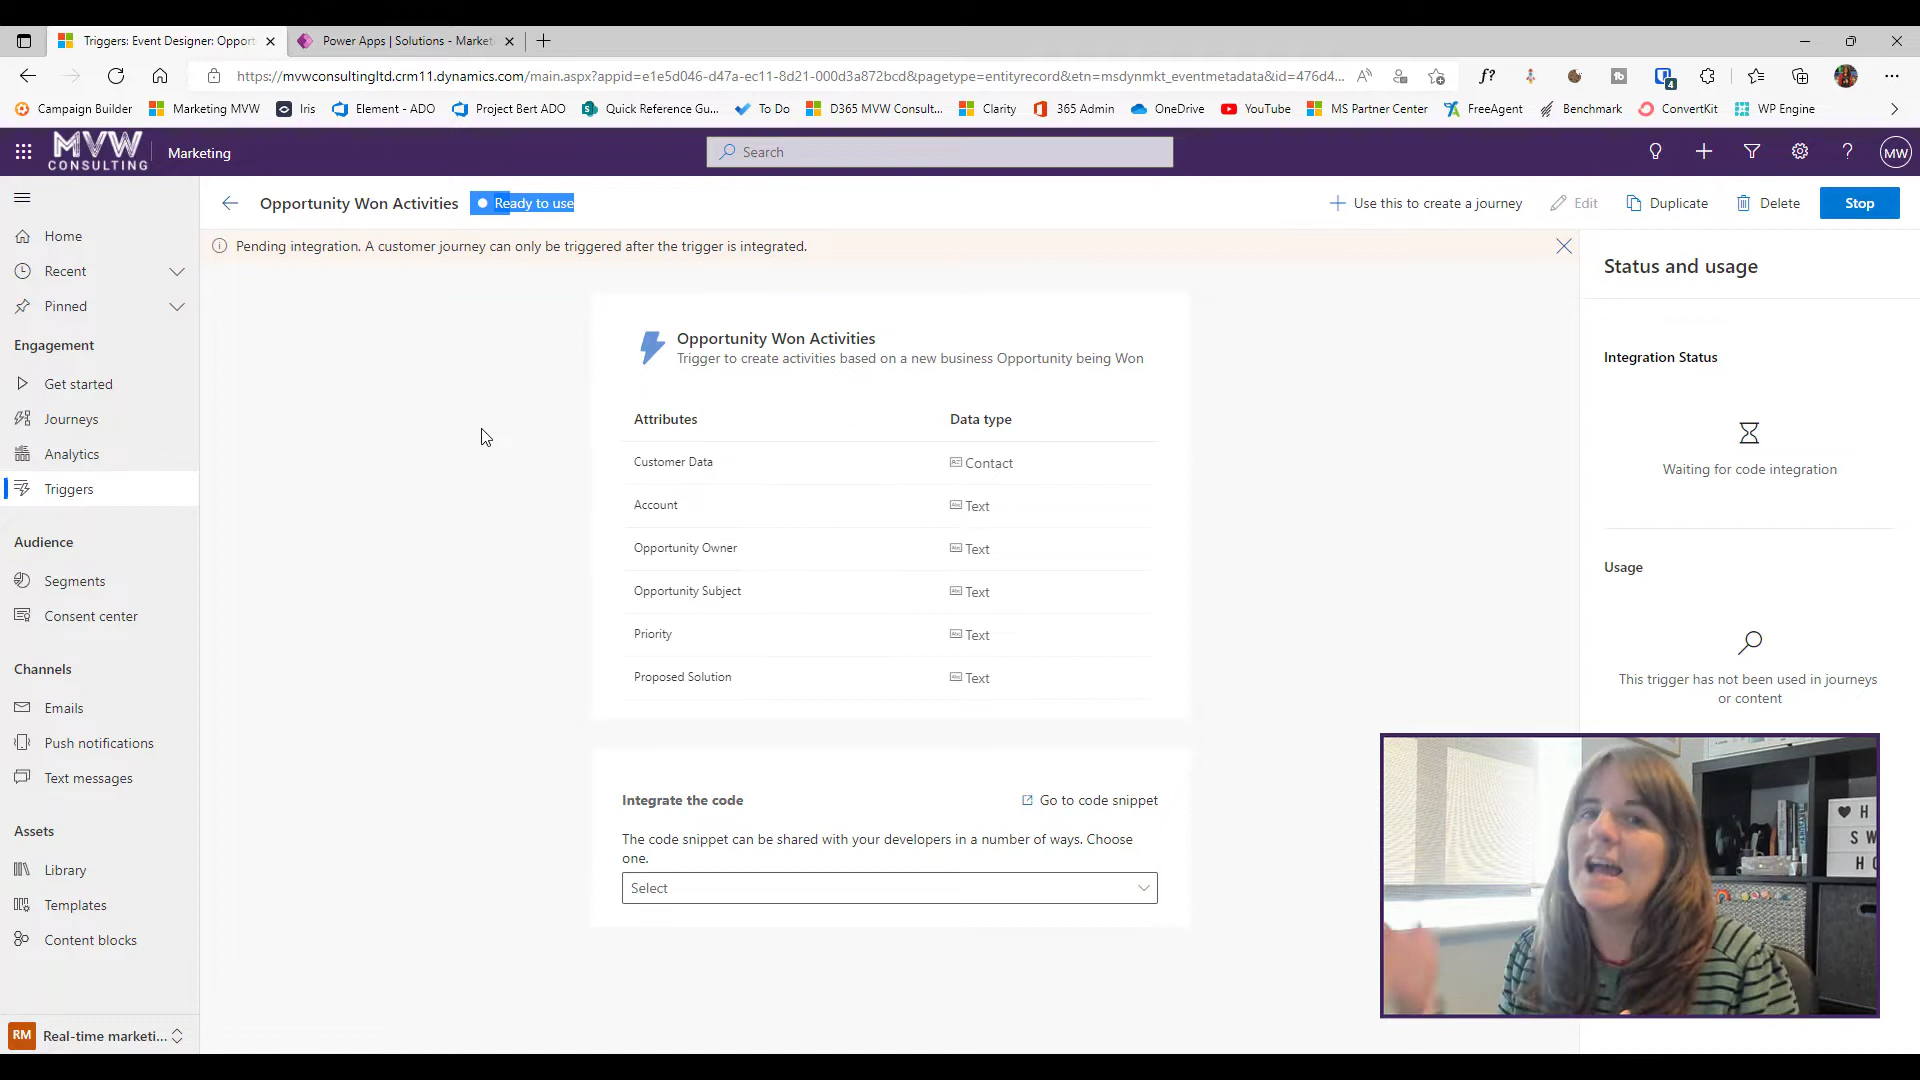 Triggers: Event Designer: Opport
Power Apps | Solutions - Market
https://mvwconsultingltd.crm11.dynamics.com/main.aspx?appid=e1e5d046-d47a-ec11-8d21-000d3a872bcd&pagetype=entityrecord&etn=msdynmkt_eventmetadata&id=476d4...
Campaign Builder
Marketing MVW
Iris
Element - ADO
Project Bert ADO
Quick Reference Gu...
To Do
D365 MVW Consult...
Clarity
365 Admin
OneDrive
YouTube
MS Partner Center
FreeAgent
Benchmark
ConvertKit
WP Engine
MVW
CONSULTING
Marketing
Search
MW
Opportunity Won Activities
Ready to use
Use this to create a journey
Edit
Duplicate
Delete
Stop
Pending integration. A customer journey can only be triggered after the trigger is integrated.
Home
Recent
Pinned
Engagement
Get started
Journeys
Analytics
Triggers
Audience
Segments
Consent center
Channels
Emails
Push notifications
Text messages
Assets
Library
Templates
Content blocks
RM
Real-time marketi...
Opportunity Won Activities
Trigger to create activities based on a new business Opportunity being Won
Attributes
Data type
Customer Data
Contact
Account
Text
Opportunity Owner
Text
Opportunity Subject
Text
Priority
Text
Proposed Solution
Text
Integrate the code
Go to code snippet
The code snippet can be shared with your developers in a number of ways. Choose
one.
Select
Status and usage
Integration Status
Waiting for code integration
Usage
This trigger has not been used in journeys
or content
H
S W
H O